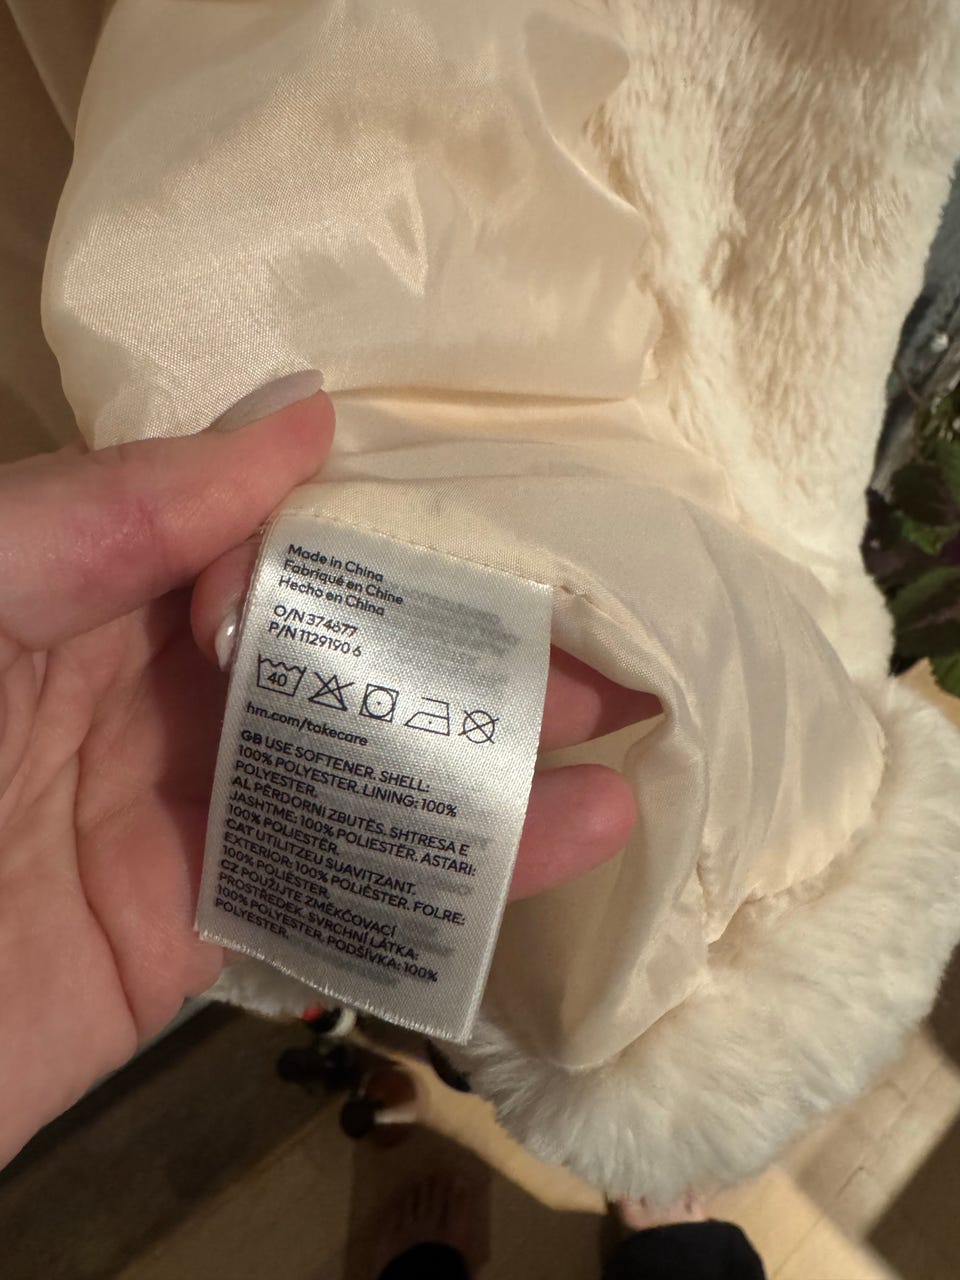 Made in China
Fabriqué en Chine
Hecho en China
O/N 374677
P/N 1129190 6
40
hm.com/takecare
GB USE SOFTENER. SHELL:
100% POLYESTER. LINING: 100%
POLYESTER.
AL PËRDORNI ZBUTËS. SHTRESA E
JASHTME: 100% POLIESTËR. ASTARI:
100% POLIESTËR.
CAT UTILITZEU SUAVITZANT.
EXTERIOR: 100% POLIÈSTER. FOLRE:
100% POLIÈSTER.
CZ POUŽIJTE ZMĚKČOVACÍ
PROSTŘEDEK. SVRCHNÍ LÁTKA:
100% POLYESTER. PODŠÍVKA: 100%
POLYESTER.